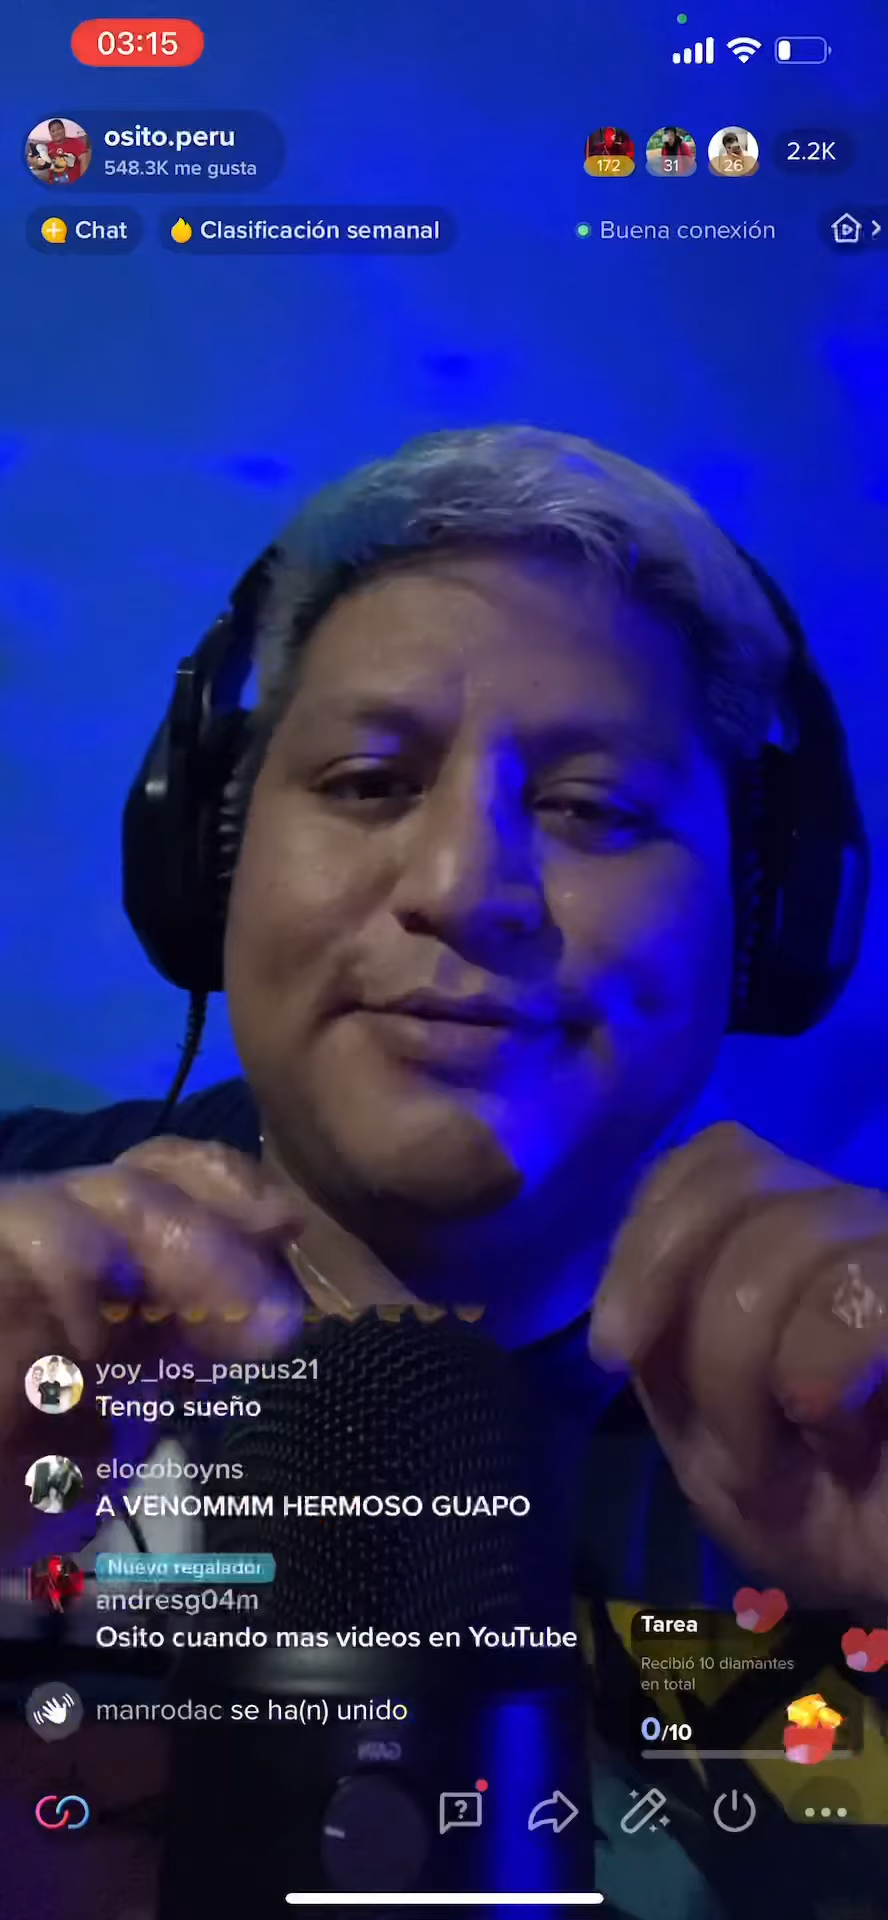 03:15
osito.peru
548.3K me gusta
172
31
26
2.2K
Chat
Clasificación semanal
Buena conexión
yoy_los_papus21
Tengo sueño
elocoboyns
A VENOMMM HERMOSO GUAPO
Nuevo regalador
andresg04m
Osito cuando mas videos en YouTube
manrodac se ha(n) unido
Tarea
Recibió 10 diamantes
en total
0/10
GAIN
?